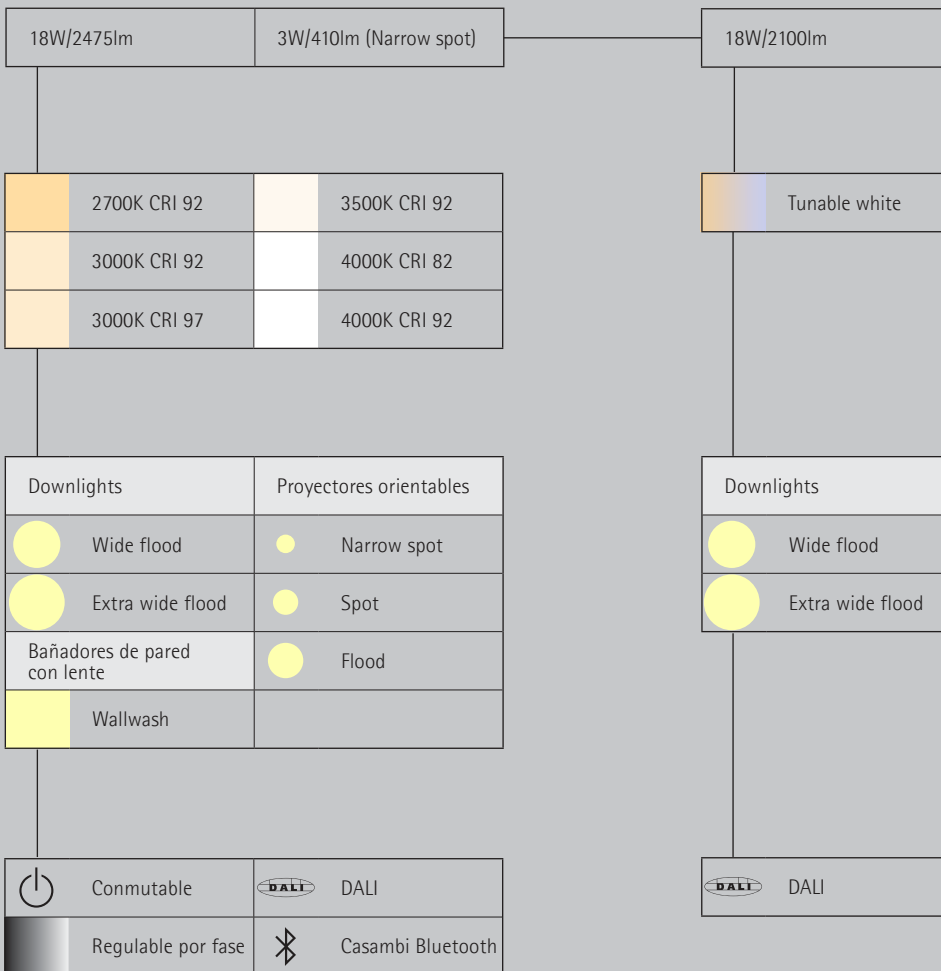 18W/2475lm
3W/410lm (Narrow spot)
18W/2100lm
2700K CRI 92
3500K CRI 92
Tunable white
3000K CRI 92
4000K CRI 82
3000K CRI 97
4000K CRI 92
Downlights
Proyectores orientables
Downlights
Wide flood
Narrow spot
Wide flood
Extra wide flood
Spot
Extra wide flood
Bañadores de pared
con lente
Flood
Wallwash
Conmutable
DALI
DALI
DALI
DALI
Regulable por fase
Casambi Bluetooth